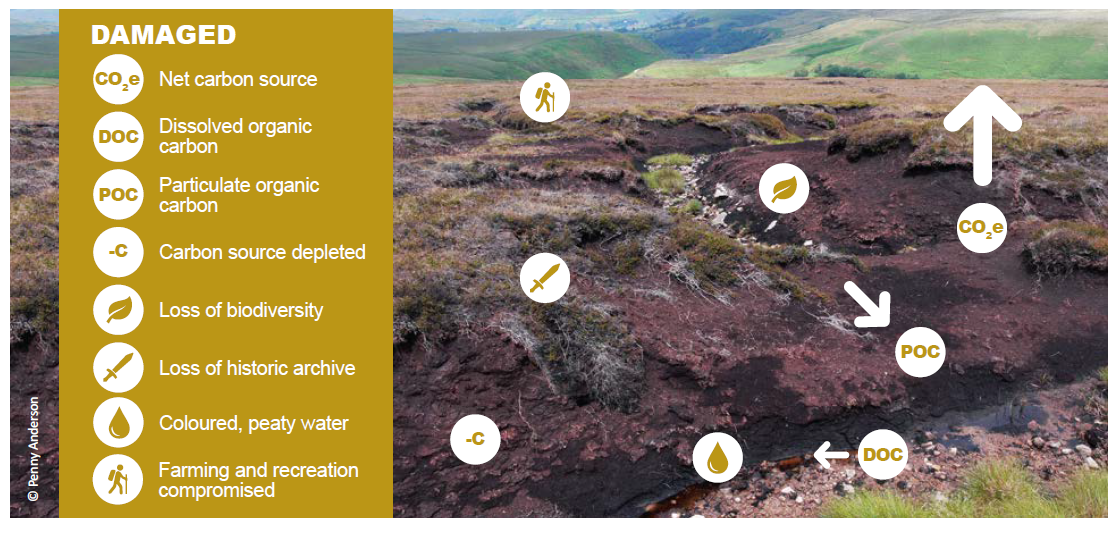 DAMAGED
CO2e Net carbon source
DOC Dissolved organic
carbon
POC Particulate organic
carbon
-C Carbon source depleted
Loss of biodiversity
Loss of historic archive
Coloured, peaty water
Farming and recreation
compromised
© Penny Anderson
CO2e
POC
-C
DOC